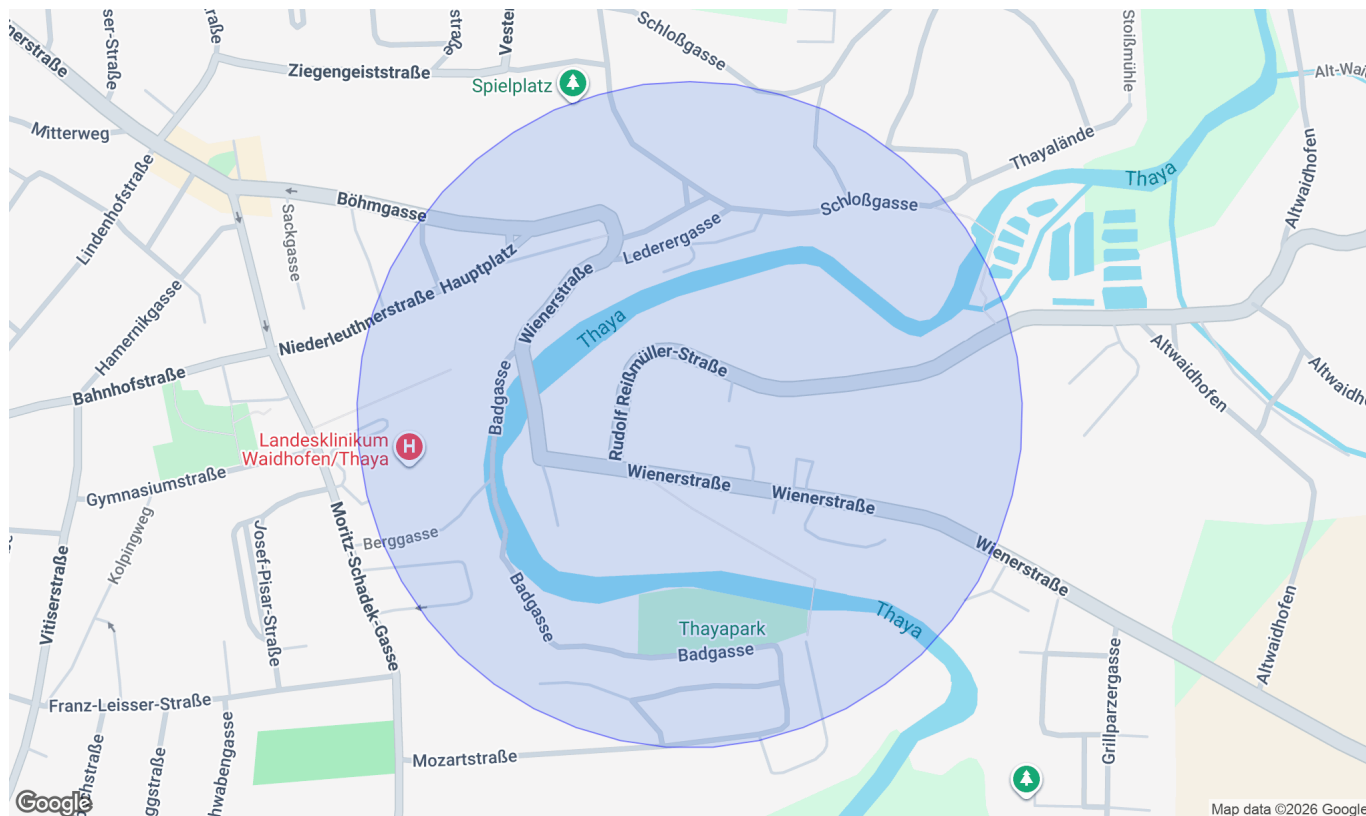 Schloßgasse
Stoißmühle
Ziegengeiststraße
Spielplatz
Mitterweg
Lindenhofstraße
Böhmgasse
Sackgasse
Hauptplatz
Lederergasse
Schloßgasse
Thayalände
Thaya
Altwaidhofen
Wienerstraße
Niederleuthnerstraße
Hamernikgasse
Bahnhofstraße
Thaya
Rudolf Reißmüller-Straße
Badgasse
Altwaidhofen
Landesklinikum
Waidhofen/Thaya
Gymnasiumstraße
Wienerstraße
Wienerstraße
Wienerstraße
Kolpingweg
Josef-Pisar-Straße
Moritz-Schadek-Gasse
Berggasse
Vitiserstraße
Badgasse
Thayapark
Badgasse
Thaya
Altwaidhofen
Grillparzergasse
Franz-Leisser-Straße
Mozartstraße
Google
Map data ©2026 Google